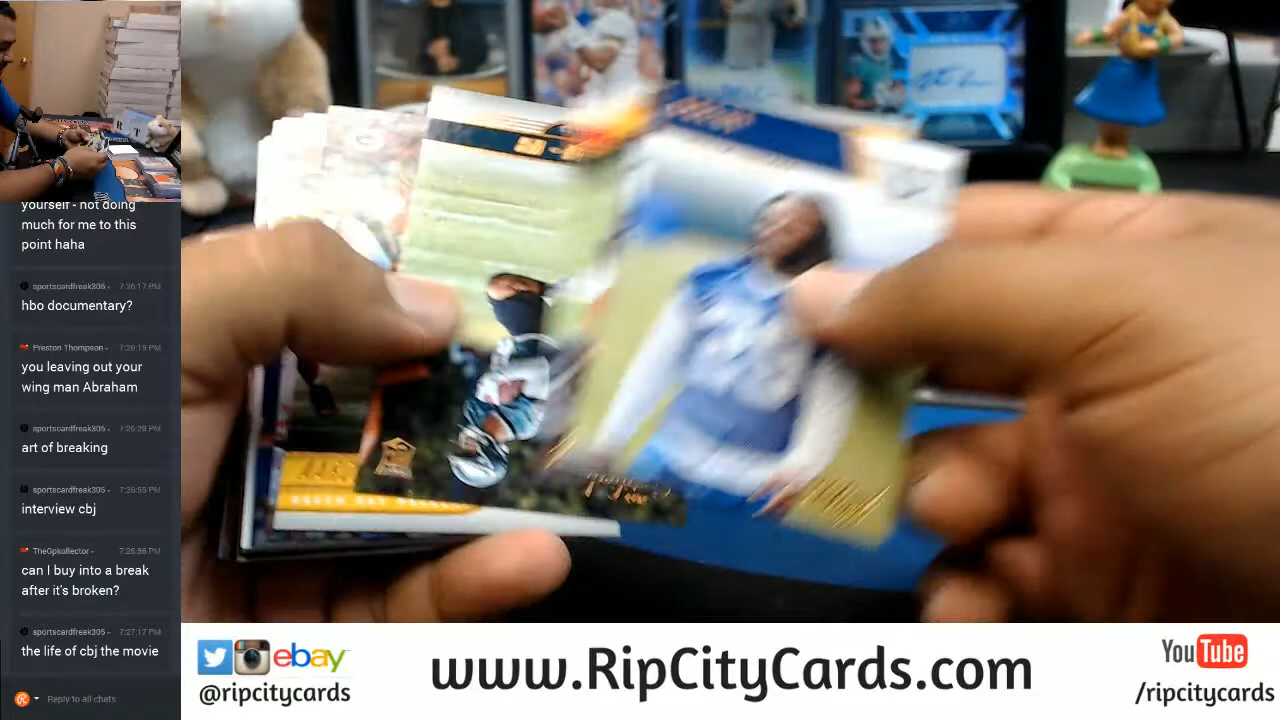 yourself - not doing
much for me to this
point haha
sportscardfreak305 - 7:26:17 PM
hbo documentary?
Preston Thompson - 7:26:15 PM
you leaving out your
wing man Abraham
sportscardfreak305 - 7:26:28 PM
art of breaking
sportscardfreak305 - 7:26:55 PM
interview cbj
TheGpkollector - 7:26:56 PM
can I buy into a break
after it's broken?
sportscardfreak305 - 7:27:17 PM
the life of cbj the movie
Reply to all chats
ebay
@ripcitycards
www.RipCityCards.com
YouTube
/ripcitycards